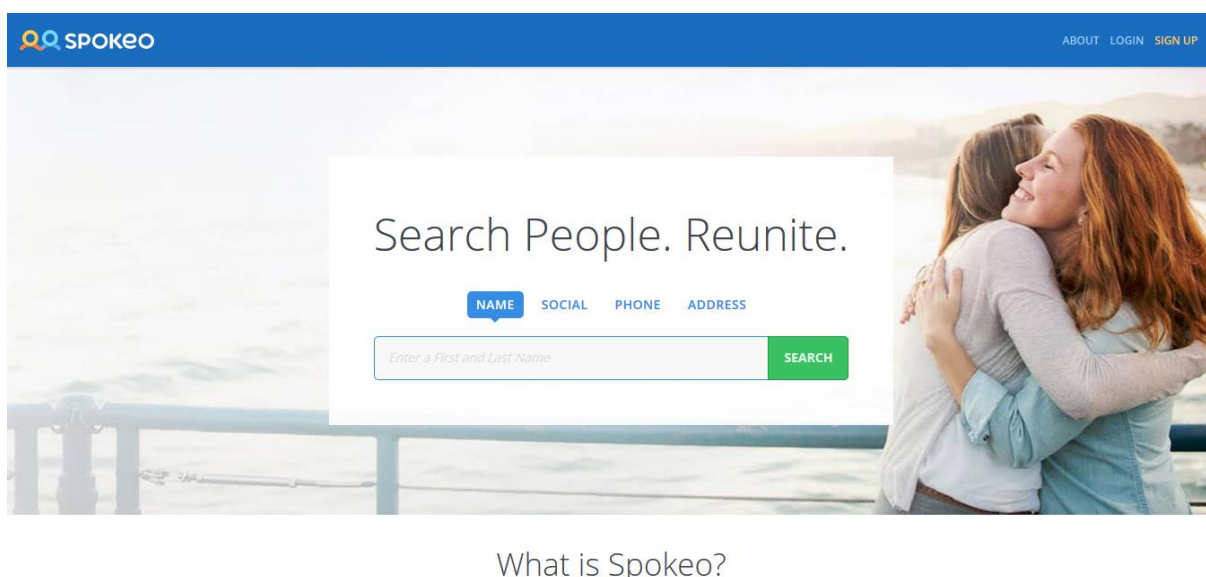 SPOKEO
ABOUT LOGIN SIGN UP
Search People. Reunite.
NAME SOCIAL PHONE ADDRESS
Enter a First and Last Name SEARCH
What is Spokeo?